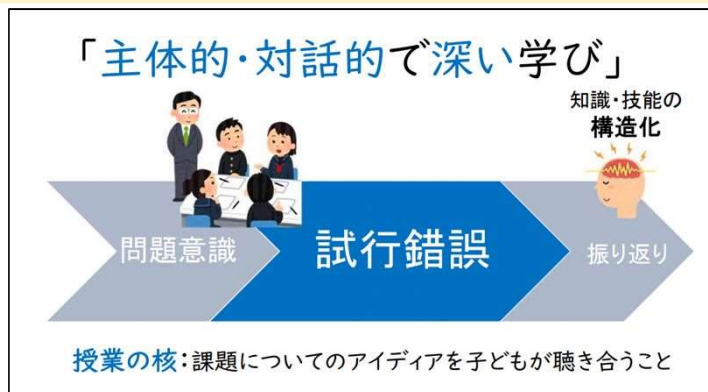 「主体的・対話的で深い学び」
知識・技能の
構造化
問題意識
試行錯誤
振り返り
授業の核:課題についてのアイディアを子どもが聴き合うこと